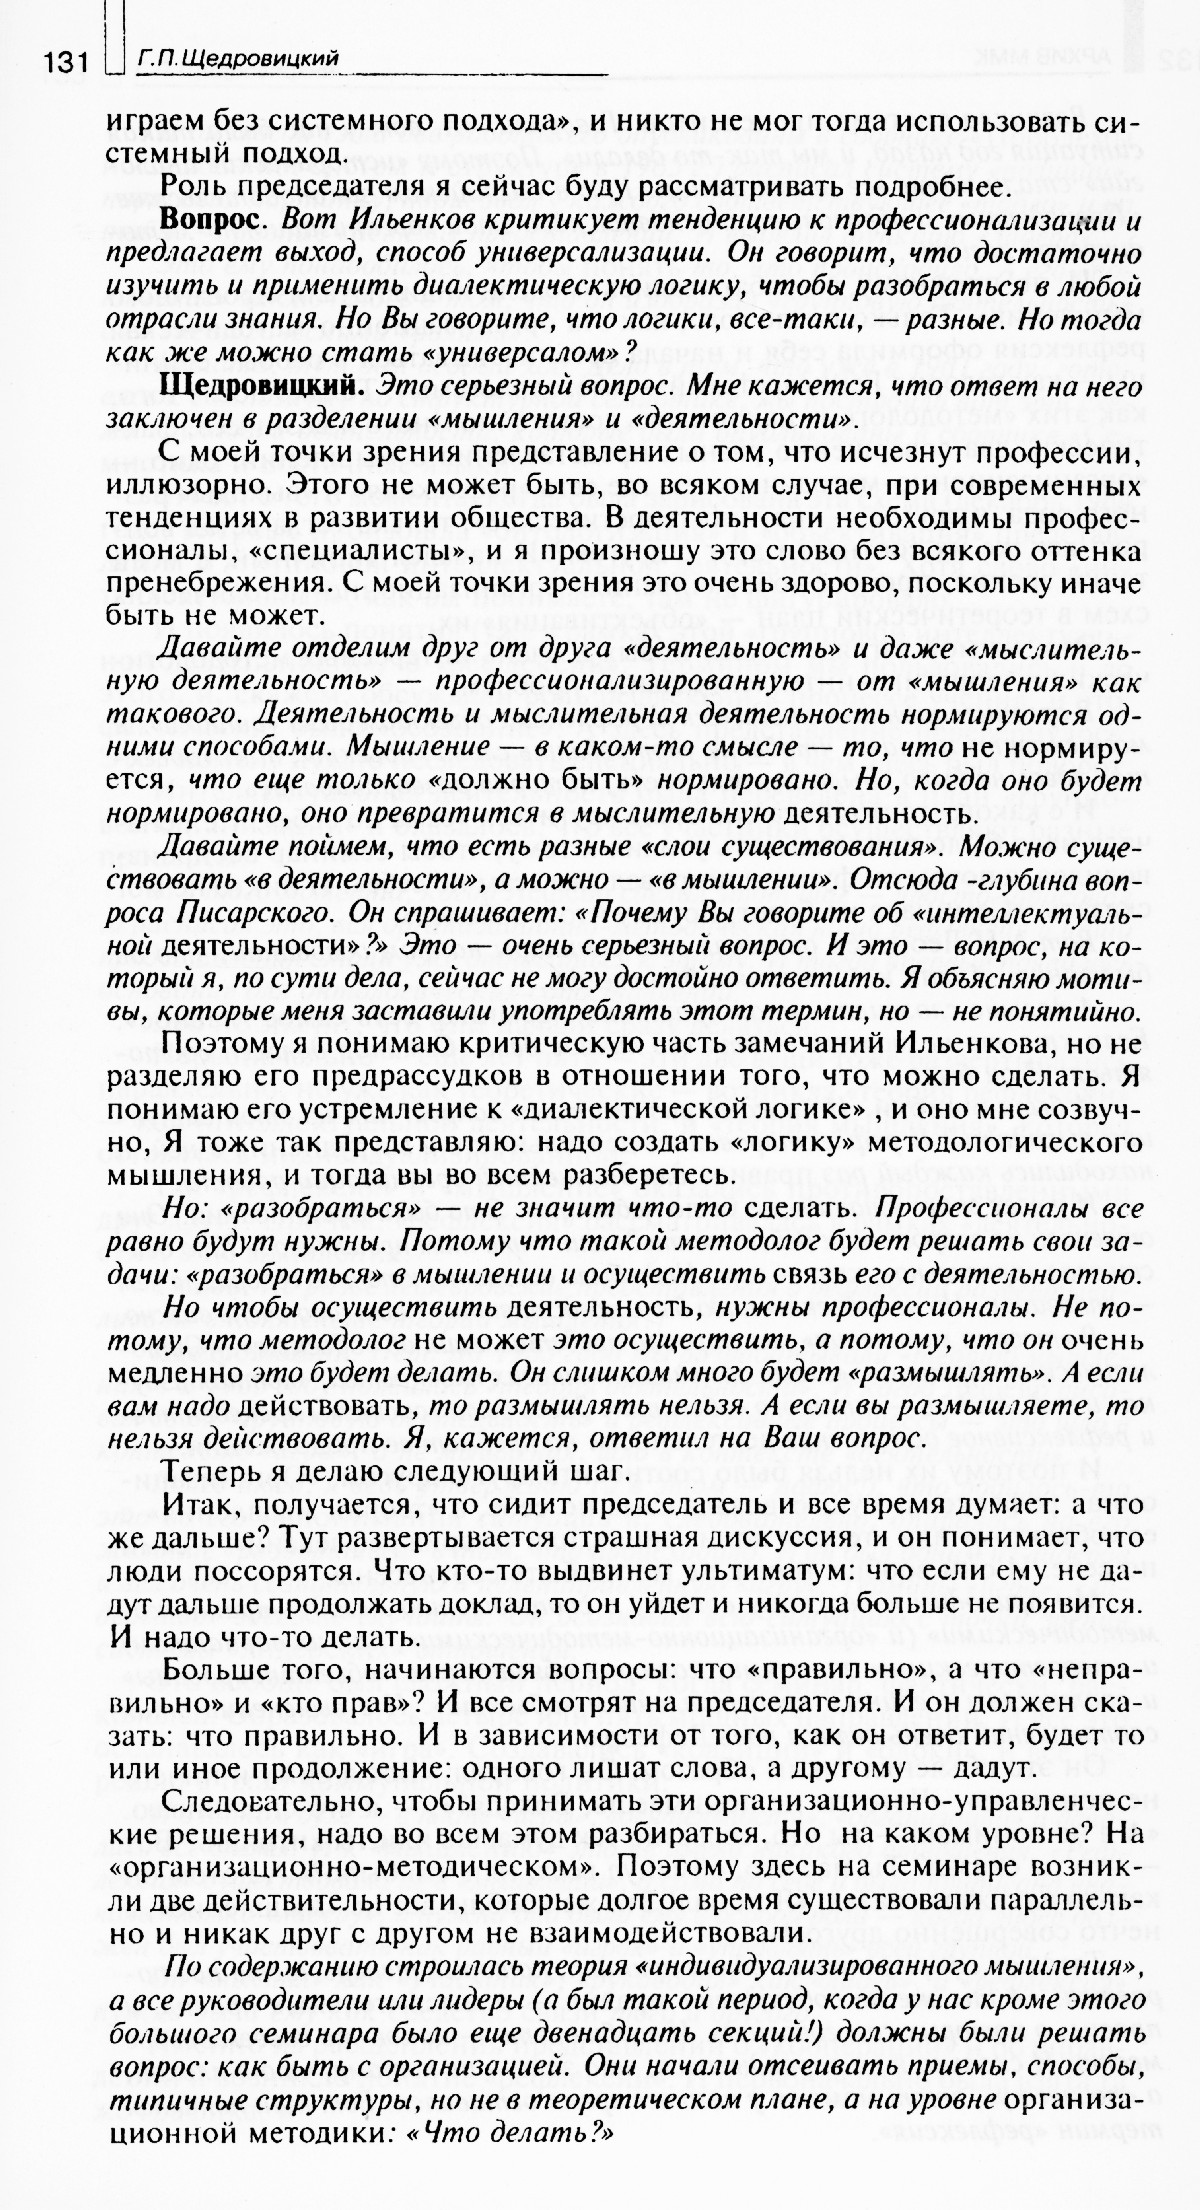 131
Г.П.Щедровицкий
играем без системного подхода», и никто не мог тогда использовать си-
стемный подход.
Роль председателя я сейчас буду рассматривать подробнее.
Вопрос. Вот Ильенков критикует тенденцию к профессионализации и
предлагает выход, способ универсализации. Он говорит, что достаточно
изучить и применить диалектическую логику, чтобы разобраться в любой
отрасли знания. Но Вы говорите, что логики, все-таки, — разные. Но тогда
как же можно стать «универсалом»?
Щедровицкий. Это серьезный вопрос. Мне кажется, что ответ на него
заключен в разделении «мышления» и «деятельности».
С моей точки зрения представление о том, что исчезнут профессии,
иллюзорно. Этого не может быть, во всяком случае, при современных
тенденциях в развитии общества. В деятельности необходимы профес-
сионалы, «специалисты», и я произношу это слово без всякого оттенка
пренебрежения. С моей точки зрения это очень здорово, поскольку иначе
быть не может.
Давайте отделим друг от друга «деятельность» и даже «мыслитель-
ную деятельность» — профессионализированную — от «мышления» как
такового. Деятельность и мыслительная деятельность нормируются од-
ними способами. Мышление — в каком-то смысле — то, что не нормиру-
ется, что еще только «должно быть» нормировано. Но, когда оно будет
нормировано, оно превратится в мыслительную деятельность.
Давайте поймем, что есть разные «слои существования». Можно суще-
ствовать «в деятельности», а можно — «в мышлении». Отсюда -глубина воп-
роса Писарского. Он спрашивает: «Почему Вы говорите об «интеллектуаль-
ной деятельности»?» Это — очень серьезный вопрос. И это — вопрос, на ко-
торый я, по сути дела, сейчас не могу достойно ответить. Я объясняю моти-
вы, которые меня заставили употреблять этот термин, но — не понятийно.
Поэтому я понимаю критическую часть замечаний Ильенкова, но не
разделяю его предрассудков в отношении того, что можно сделать. Я
понимаю его устремление к «диалектической логике» , и оно мне созвуч-
но, Я тоже так представляю: надо создать «логику» методологического
мышления, и тогда вы во всем разберетесь.
Но: «разобраться» — не значит что-то сделать. Профессионалы все
равно будут нужны. Потому что такой методолог будет решать свои за-
дачи: «разобраться» в мышлении и осуществить связь его с деятельностью.
Но чтобы осуществить деятельность, нужны профессионалы. Не по-
тому, что методолог не может это осуществить, а потому, что он очень
медленно это будет делать. Он слишком много будет «размышлять». А если
вам надо действовать, то размышлять нельзя. А если вы размышляете, то
нельзя действовать. Я, кажется, ответил на Ваш вопрос.
Теперь я делаю следующий шаг.
Итак, получается, что сидит председатель и все время думает: а что
же дальше? Тут развертывается страшная дискуссия, и он понимает, что
люди поссорятся. Что кто-то выдвинет ультиматум: что если ему не да-
дут дальше продолжать доклад, то он уйдет и никогда больше не появится.
И надо что-то делать.
Больше того, начинаются вопросы: что «правильно», а что «непра-
вильно» и «кто прав»? И все смотрят на председателя. И он должен ска-
зать: что правильно. И в зависимости от того, как он ответит, будет то
или иное продолжение: одного лишат слова, а другому — дадут.
Следовательно, чтобы принимать эти организационно-управленчес-
кие решения, надо во всем этом разбираться. Но на каком уровне? На
«организационно-методическом». Поэтому здесь на семинаре возник-
ли две действительности, которые долгое время существовали параллель-
но и никак друг с другом не взаимодействовали.
По содержанию строилась теория «индивидуализированного мышления»,
а все руководители или лидеры (а был такой период, когда у нас кроме этого
большого семинара было еще двенадцать секций!) должны были решать
вопрос: как быть с организацией. Они начали отсеивать приемы, способы,
типичные структуры, но не в теоретическом плане, а на уровне организа-
ционной методики: «Что делать?»